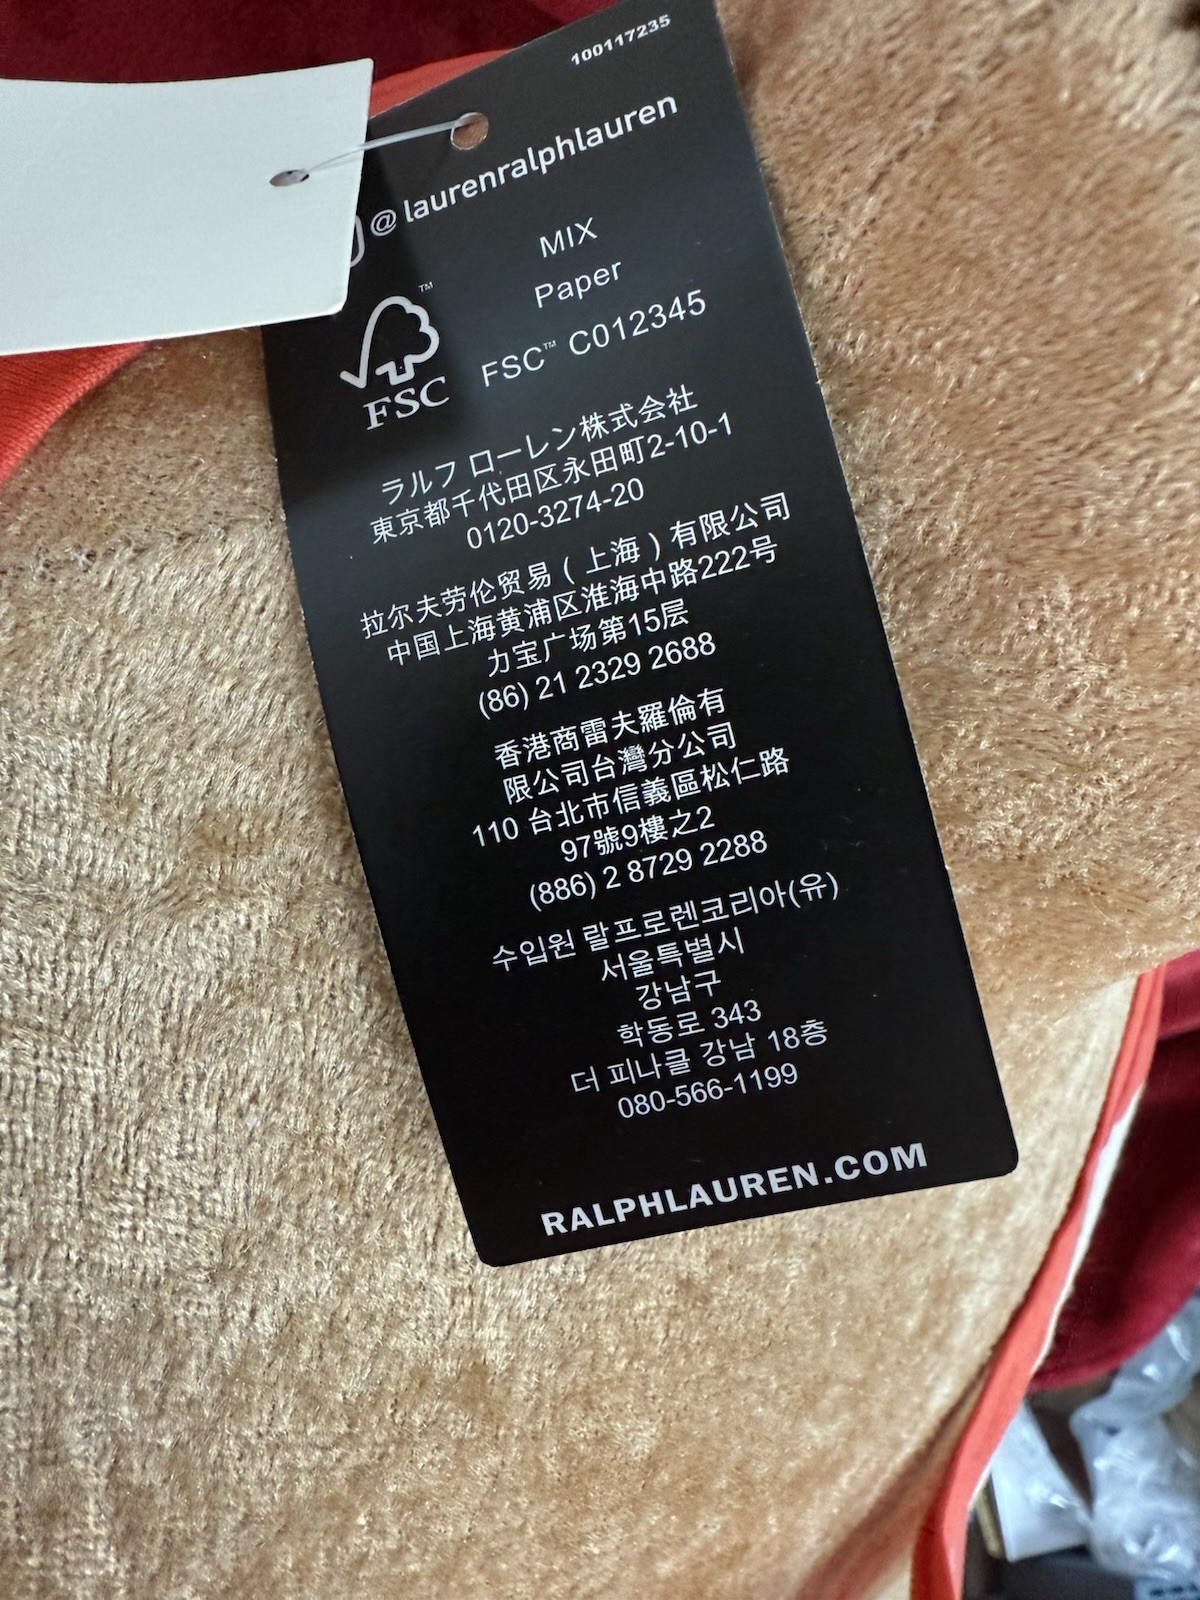 100117235
@laurenralphlauren
MIX
Paper
FSC™ C012345
™
FSC
ラルフ ローレン株式会社
東京都千代田区永田町2-10-1
0120-3274-20
拉尔夫劳伦贸易(上海)有限公司
中国上海黄浦区淮海中路222号
力宝广场第15层
(86) 21 2329 2688
香港商雷夫羅倫有
限公司台灣分公司
110 台北市信義區松仁路
97號9樓之2
(886) 2 8729 2288
수입원 랄프로렌코리아(유)
서울특별시
강남구
학동로 343
더 피나클 강남 18층
080-566-1199
RALPHLAUREN.COM